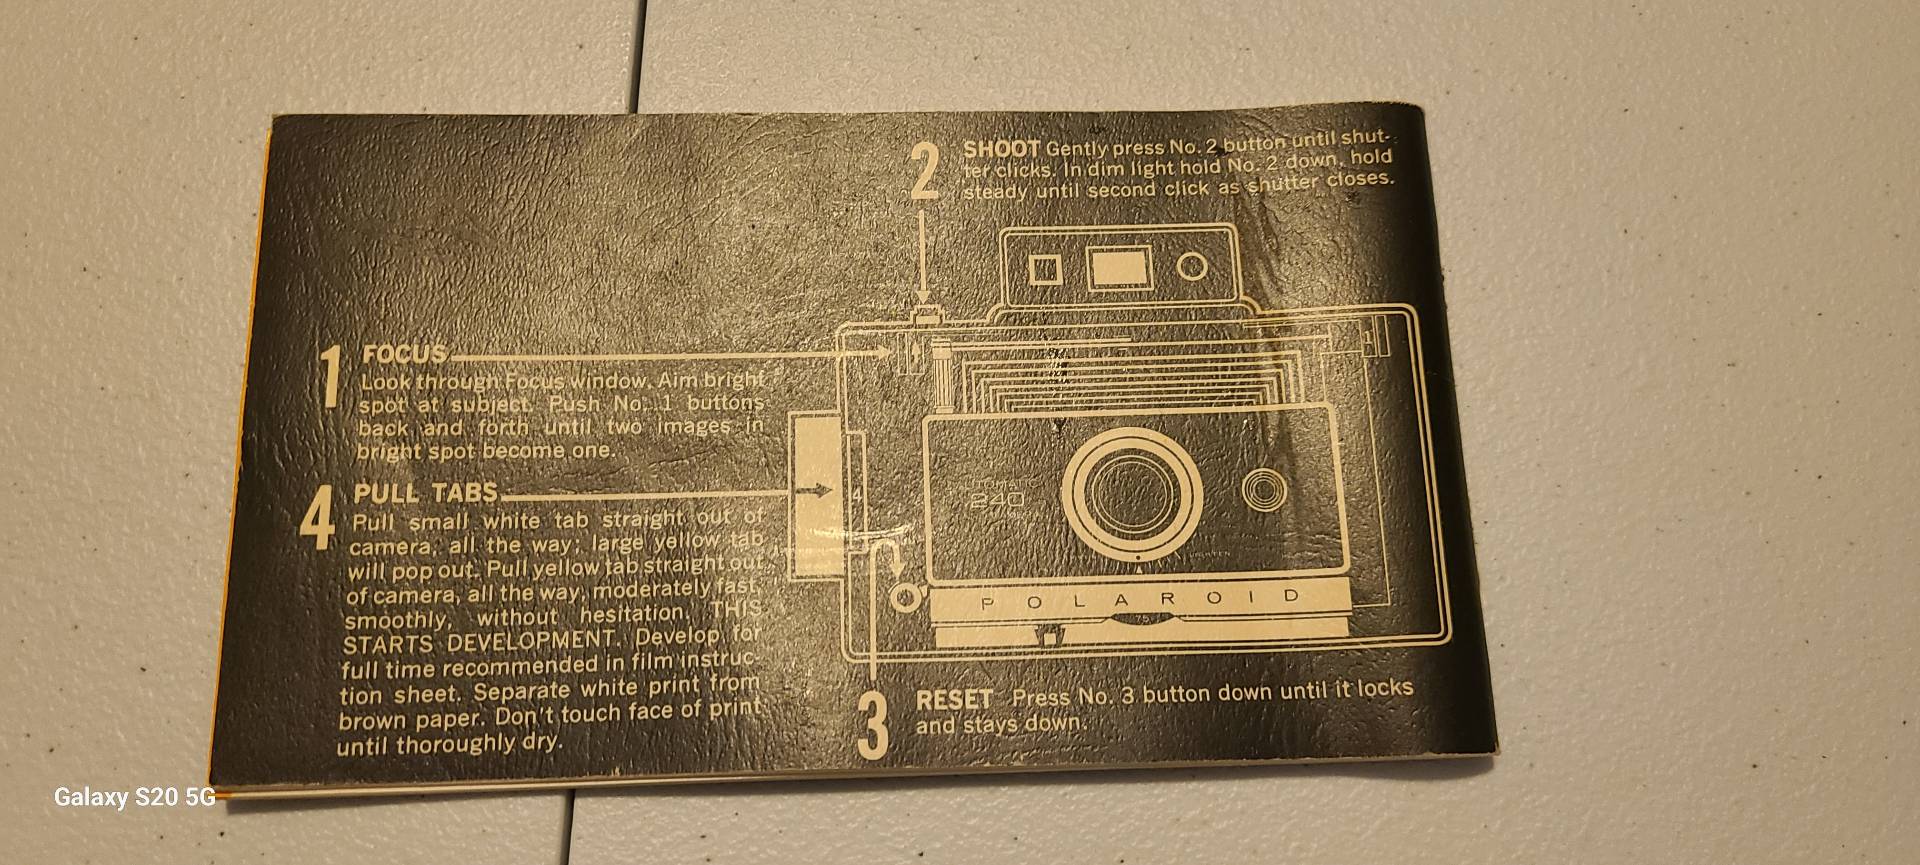 1
FOCUS
Look through Focus window. Aim bright
spot at subject. Push No. 1 buttons
back and forth until two images in
bright spot become one.
2
SHOOT Gently press No. 2 button until shut-
ter clicks. In dim light hold No. 2 down, hold
steady until second click as shutter closes.
4
PULL TABS
Pull small white tab straight out of
camera, all the way; large yellow tab
will pop out. Pull yellow tab straight out
of camera, all the way, moderately fast,
smoothly, without hesitation. THIS
STARTS DEVELOPMENT. Develop for
full time recommended in film instruc-
tion sheet. Separate white print from
brown paper. Don't touch face of print
until thoroughly dry.
1
4
240
POLAROID
75
3
RESET Press No. 3 button down until it locks
and stays down.
Galaxy S20 5G